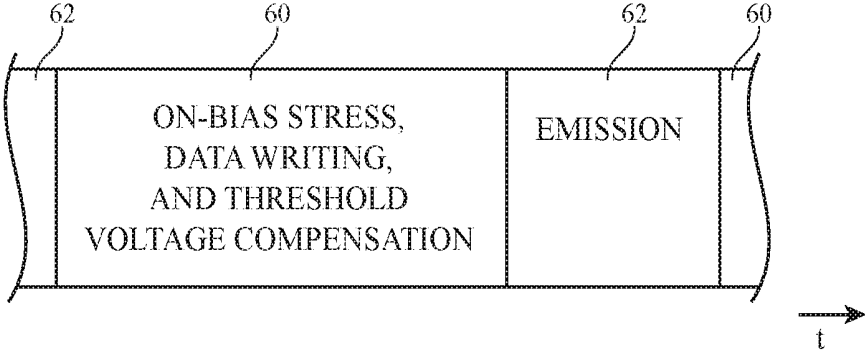 62 60 62 60
ON-BIAS STRESS,
DATA WRITING,
AND THRESHOLD
VOLTAGE COMPENSATION
EMISSION
t